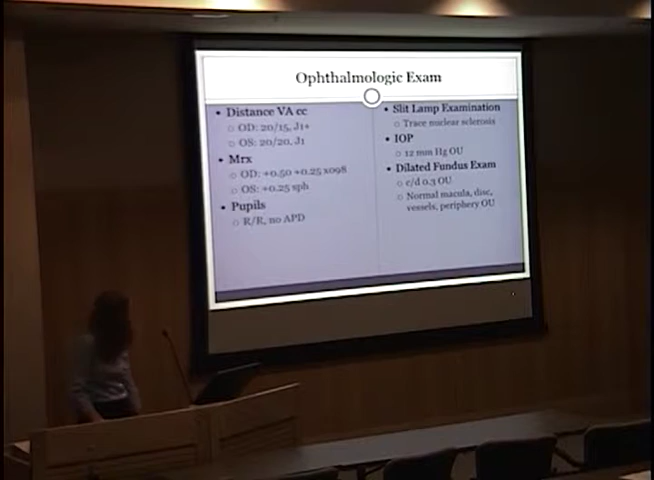 Ophthalmologic Exam
• Distance VA cc
○ OD: 20/15, J1+
○ OS: 20/20, J1
• Mrx
○ OD: +0.50 +0.25 x098
○ OS: +0.25 sph
• Pupils
○ R/R, no APD
• Slit Lamp Examination
○ Trace nuclear sclerosis
• IOP
○ 12 mm Hg OU
• Dilated Fundus Exam
○ c/d 0.3 OU
○ Normal macula, disc,
vessels, periphery OU